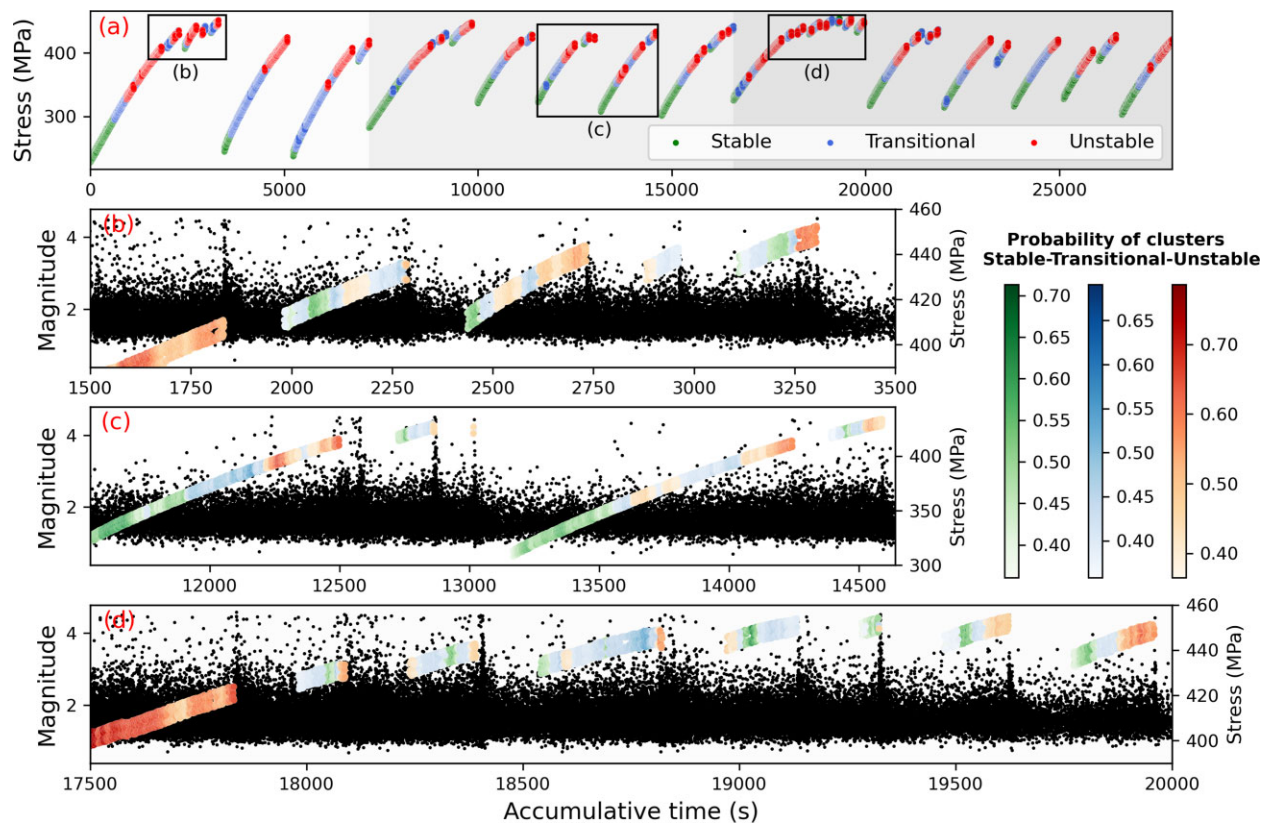 (a)
Stress (MPa)
400
300
(b)
(c)
(d)
Stable Transitional Unstable
0 5000 10000 15000 20000 25000
(b)
Magnitude
4
2
460
440
420
400
Stress (MPa)
1500 1750 2000 2250 2500 2750 3000 3250 3500
Probability of clusters
Stable-Transitional-Unstable
0.70
0.65
0.60
0.55
0.50
0.45
0.40
0.65
0.60
0.55
0.50
0.45
0.40
0.70
0.60
0.50
0.40
(c)
Magnitude
4
2
400
350
300
Stress (MPa)
12000 12500 13000 13500 14000 14500
(d)
Magnitude
4
2
460
440
420
400
Stress (MPa)
17500 18000 18500 19000 19500 20000
Accumulative time (s)